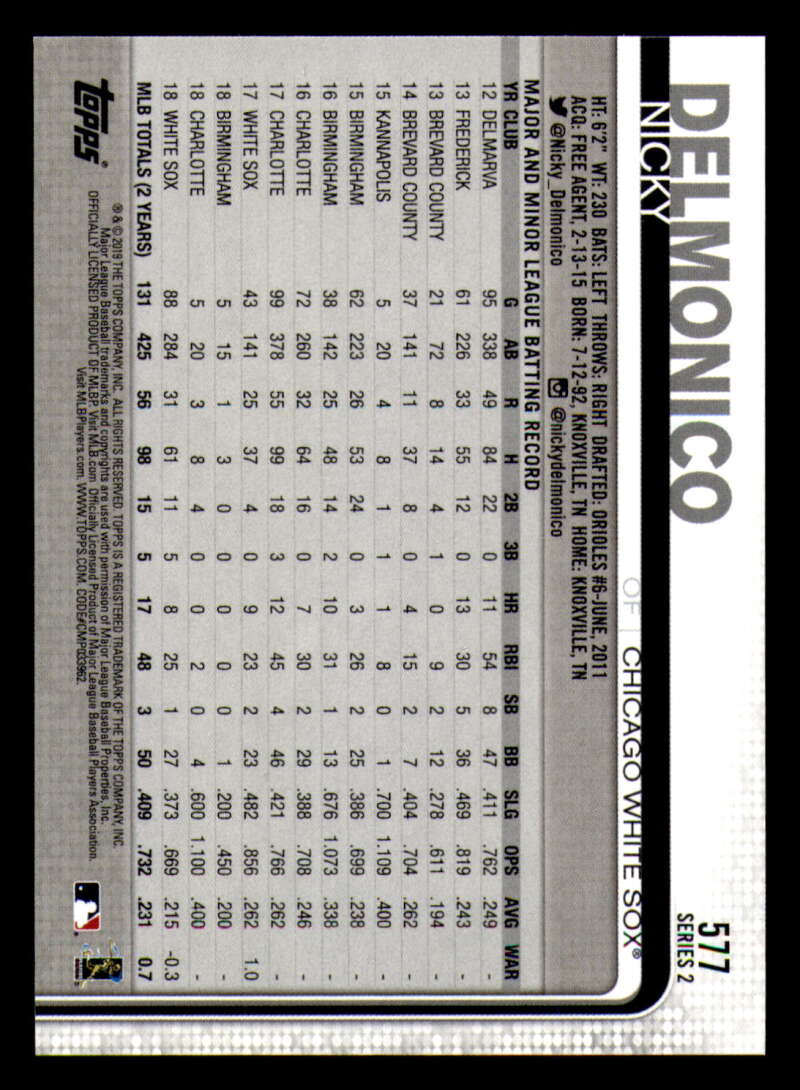 577
SERIES 2
DELMONICO
NICKY
OF | CHICAGO WHITE SOX®
HT: 6'2" WT: 230 BATS: LEFT THROWS: RIGHT DRAFTED: ORIOLES #6-JUNE, 2011
ACQ: FREE AGENT, 2-13-15 BORN: 7-12-92, KNOXVILLE, TN HOME: KNOXVILLE, TN
@Nicky_Delmonico @nickydelmonico
MAJOR AND MINOR LEAGUE BATTING RECORD
YR CLUB G AB R H 2B 3B HR RBI SB BB SLG OPS AVG WAR
12 DELMARVA 95 338 49 84 22 0 11 54 8 47 .411 .762 .249 -
13 FREDERICK 61 226 33 55 12 0 13 30 5 36 .469 .819 .243 -
13 BREVARD COUNTY 21 72 8 14 4 1 0 9 2 12 .278 .611 .194 -
14 BREVARD COUNTY 37 141 11 37 8 0 4 15 2 7 .404 .704 .262 -
15 KANNAPOLIS 5 20 4 8 1 1 1 8 0 1 .700 1.109 .400 -
15 BIRMINGHAM 62 223 26 53 24 0 3 26 2 25 .386 .699 .238 -
16 BIRMINGHAM 38 142 25 48 14 2 10 31 1 13 .676 1.073 .338 -
16 CHARLOTTE 72 260 32 64 16 0 7 30 2 29 .388 .708 .246 -
17 CHARLOTTE 99 378 55 99 18 3 12 45 4 46 .421 .766 .262 -
17 WHITE SOX 43 141 25 37 4 0 9 23 2 23 .482 .856 .262 1.0
18 BIRMINGHAM 5 15 1 3 0 0 0 0 0 1 .200 .450 .200 -
18 CHARLOTTE 5 20 3 8 4 0 0 2 0 4 .600 1.100 .400 -
18 WHITE SOX 88 284 31 61 11 5 8 25 1 27 .373 .669 .215 -0.3
MLB TOTALS (2 YEARS) 131 425 56 98 15 5 17 48 3 50 .409 .732 .231 0.7
topps®
® & © 2019 THE TOPPS COMPANY, INC. ALL RIGHTS RESERVED. TOPPS IS A REGISTERED TRADEMARK OF THE TOPPS COMPANY, INC.
Major League Baseball trademarks and copyrights are used with permission of Major League Baseball Properties, Inc.
OFFICIALLY LICENSED PRODUCT OF MLBP. Visit MLB.com Officially Licensed Product of Major League Baseball Players Association.
Visit MLBPlayers.com. WWW.TOPPS.COM. CODE#CMP033962.